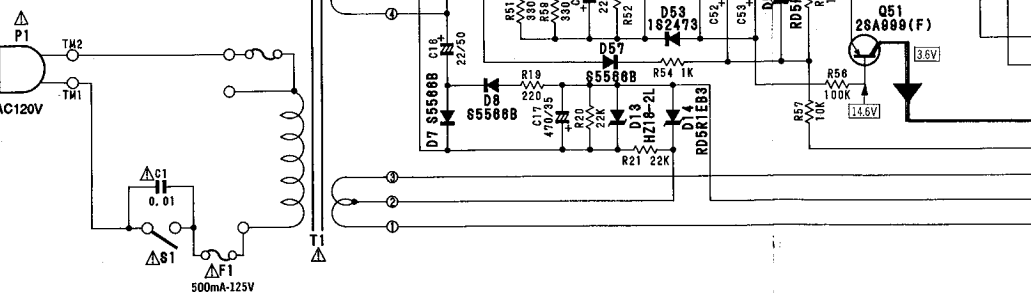 P1
AC120V
TM2
TM1
C1
0.01
S1
F1
500mA-125V
T1
4
3
2
1
C18
22/50
D7 S5566B
D8
S5566B
R19
220
C17
470/35
R20
22K
D13
HZ18-2L
R21 22K
D14
RD5R1EB3
R51
330
R59
330
R52
D53
1S2473
C52
C53
D57
S5566B
R54 1K
Q51
2SA999(F)
3.6V
R56
100K
14.6V
R57
10K